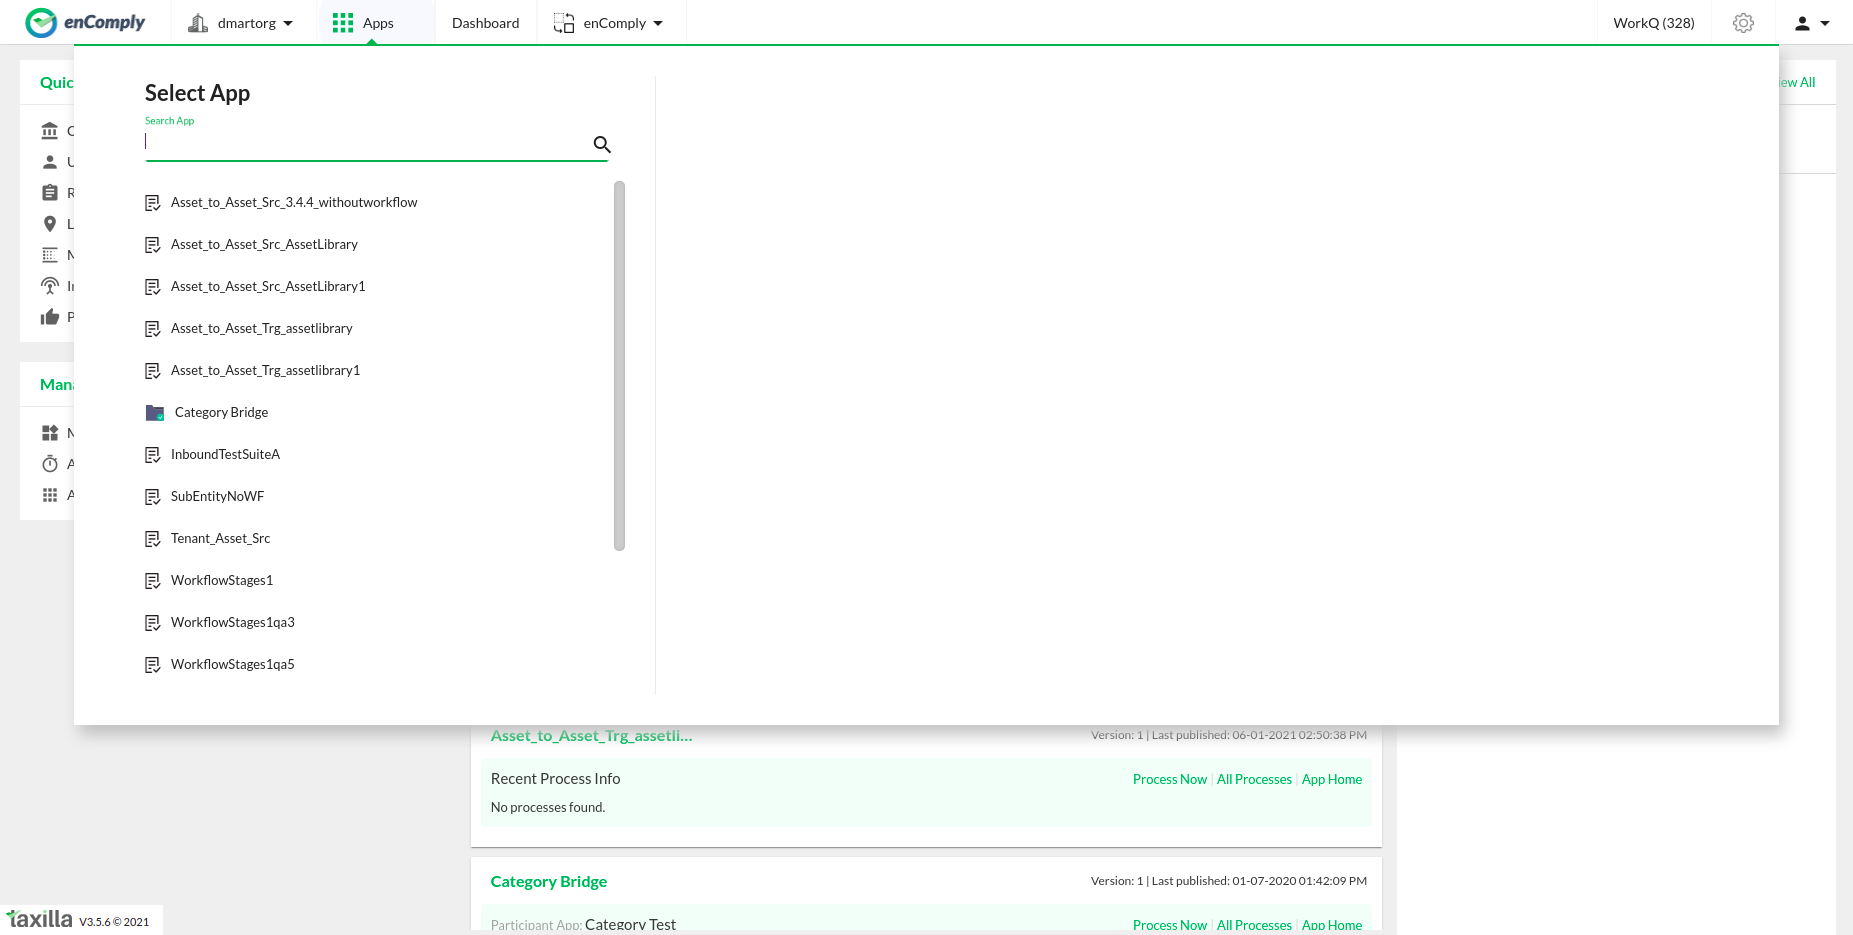 enComply
dmartorg
Apps
Dashboard
enComply
WorkQ (328)
Select App
Search App
Asset_to_Asset_Src_3.4.4_withoutworkflow
Asset_to_Asset_Src_AssetLibrary
Asset_to_Asset_Src_AssetLibrary1
Asset_to_Asset_Trg_assetlibrary
Asset_to_Asset_Trg_assetlibrary1
Category Bridge
InboundTestSuiteA
SubEntityNoWF
Tenant_Asset_Src
WorkflowStages1
WorkflowStages1qa3
WorkflowStages1qa5
All
Asset_to_Asset_Trg_assetli...
Version: 1 | Last published: 06-01-2021 02:50:38 PM
Recent Process Info
Process Now | All Processes | App Home
No processes found.
Category Bridge
Version: 1 | Last published: 01-07-2020 01:42:09 PM
Participant App: Category Test
Process Now | All Processes | App Home
taxilla V3.5.6 © 2021